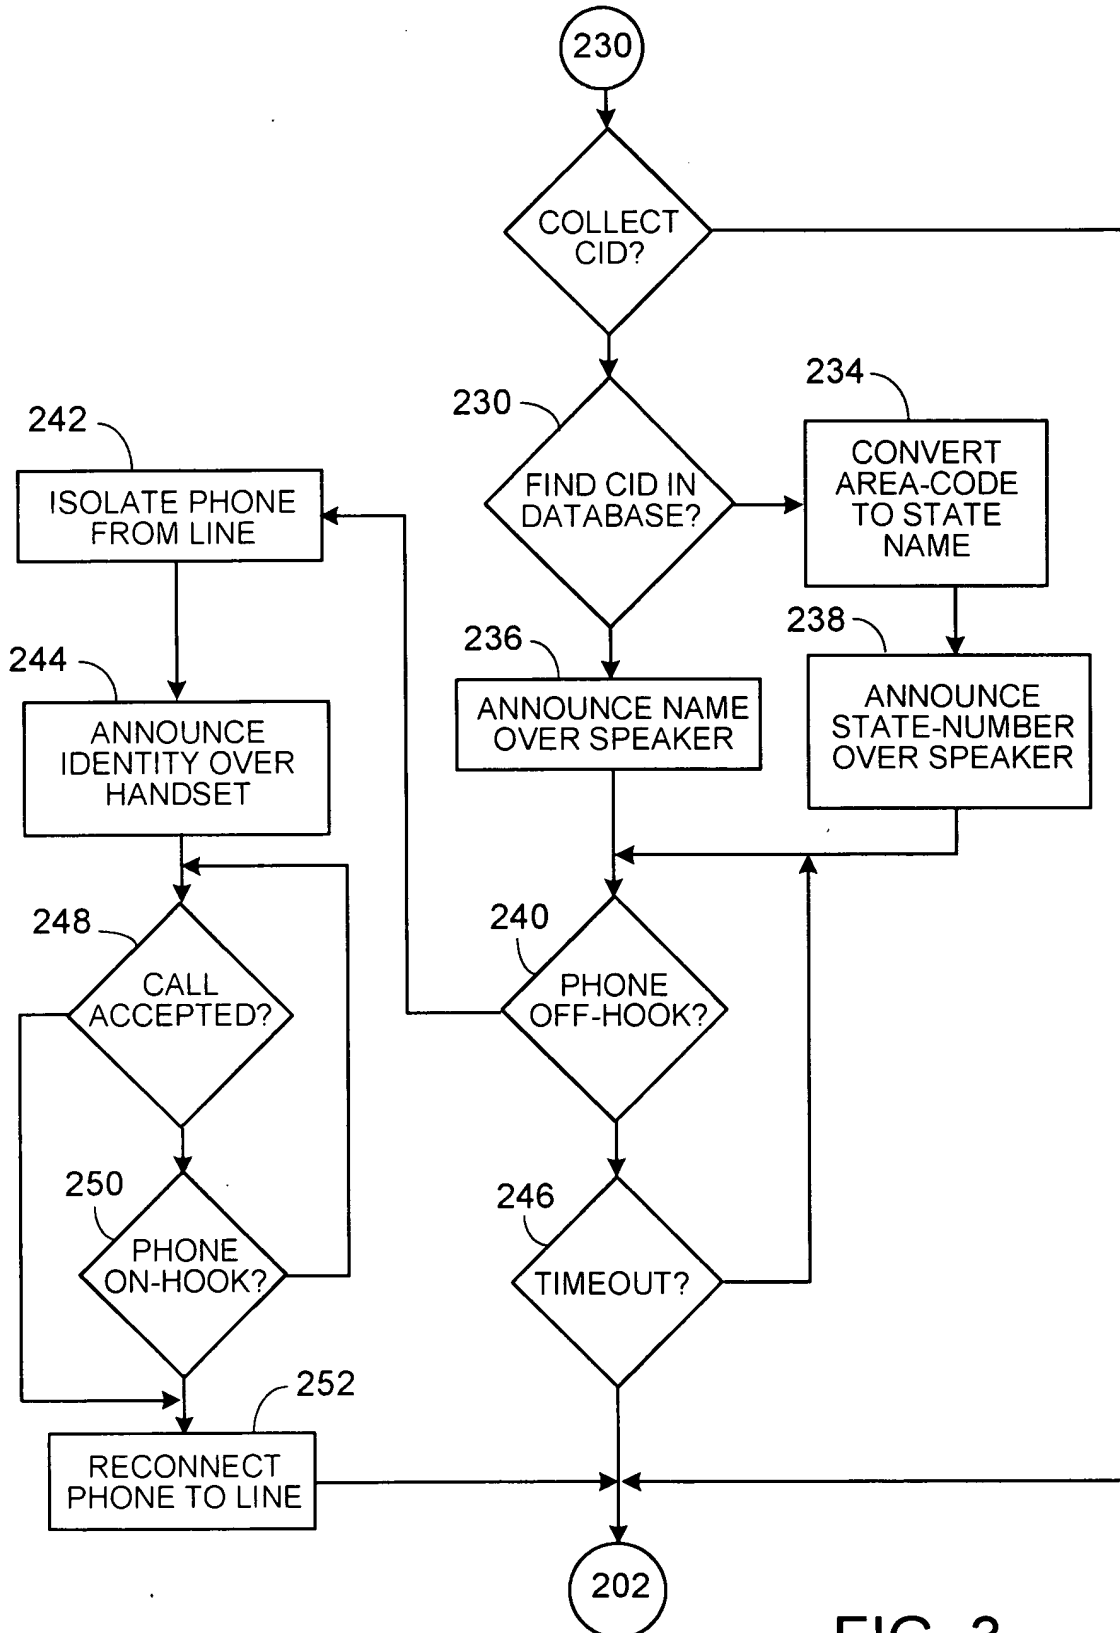 230
COLLECT
CID?
230
FIND CID IN
DATABASE?
234
CONVERT
AREA-CODE
TO STATE
NAME
242
ISOLATE PHONE
FROM LINE
236
ANNOUNCE NAME
OVER SPEAKER
238
ANNOUNCE
STATE-NUMBER
OVER SPEAKER
244
ANNOUNCE
IDENTITY OVER
HANDSET
240
PHONE
OFF-HOOK?
248
CALL
ACCEPTED?
250
PHONE
ON-HOOK?
246
TIMEOUT?
252
RECONNECT
PHONE TO LINE
202